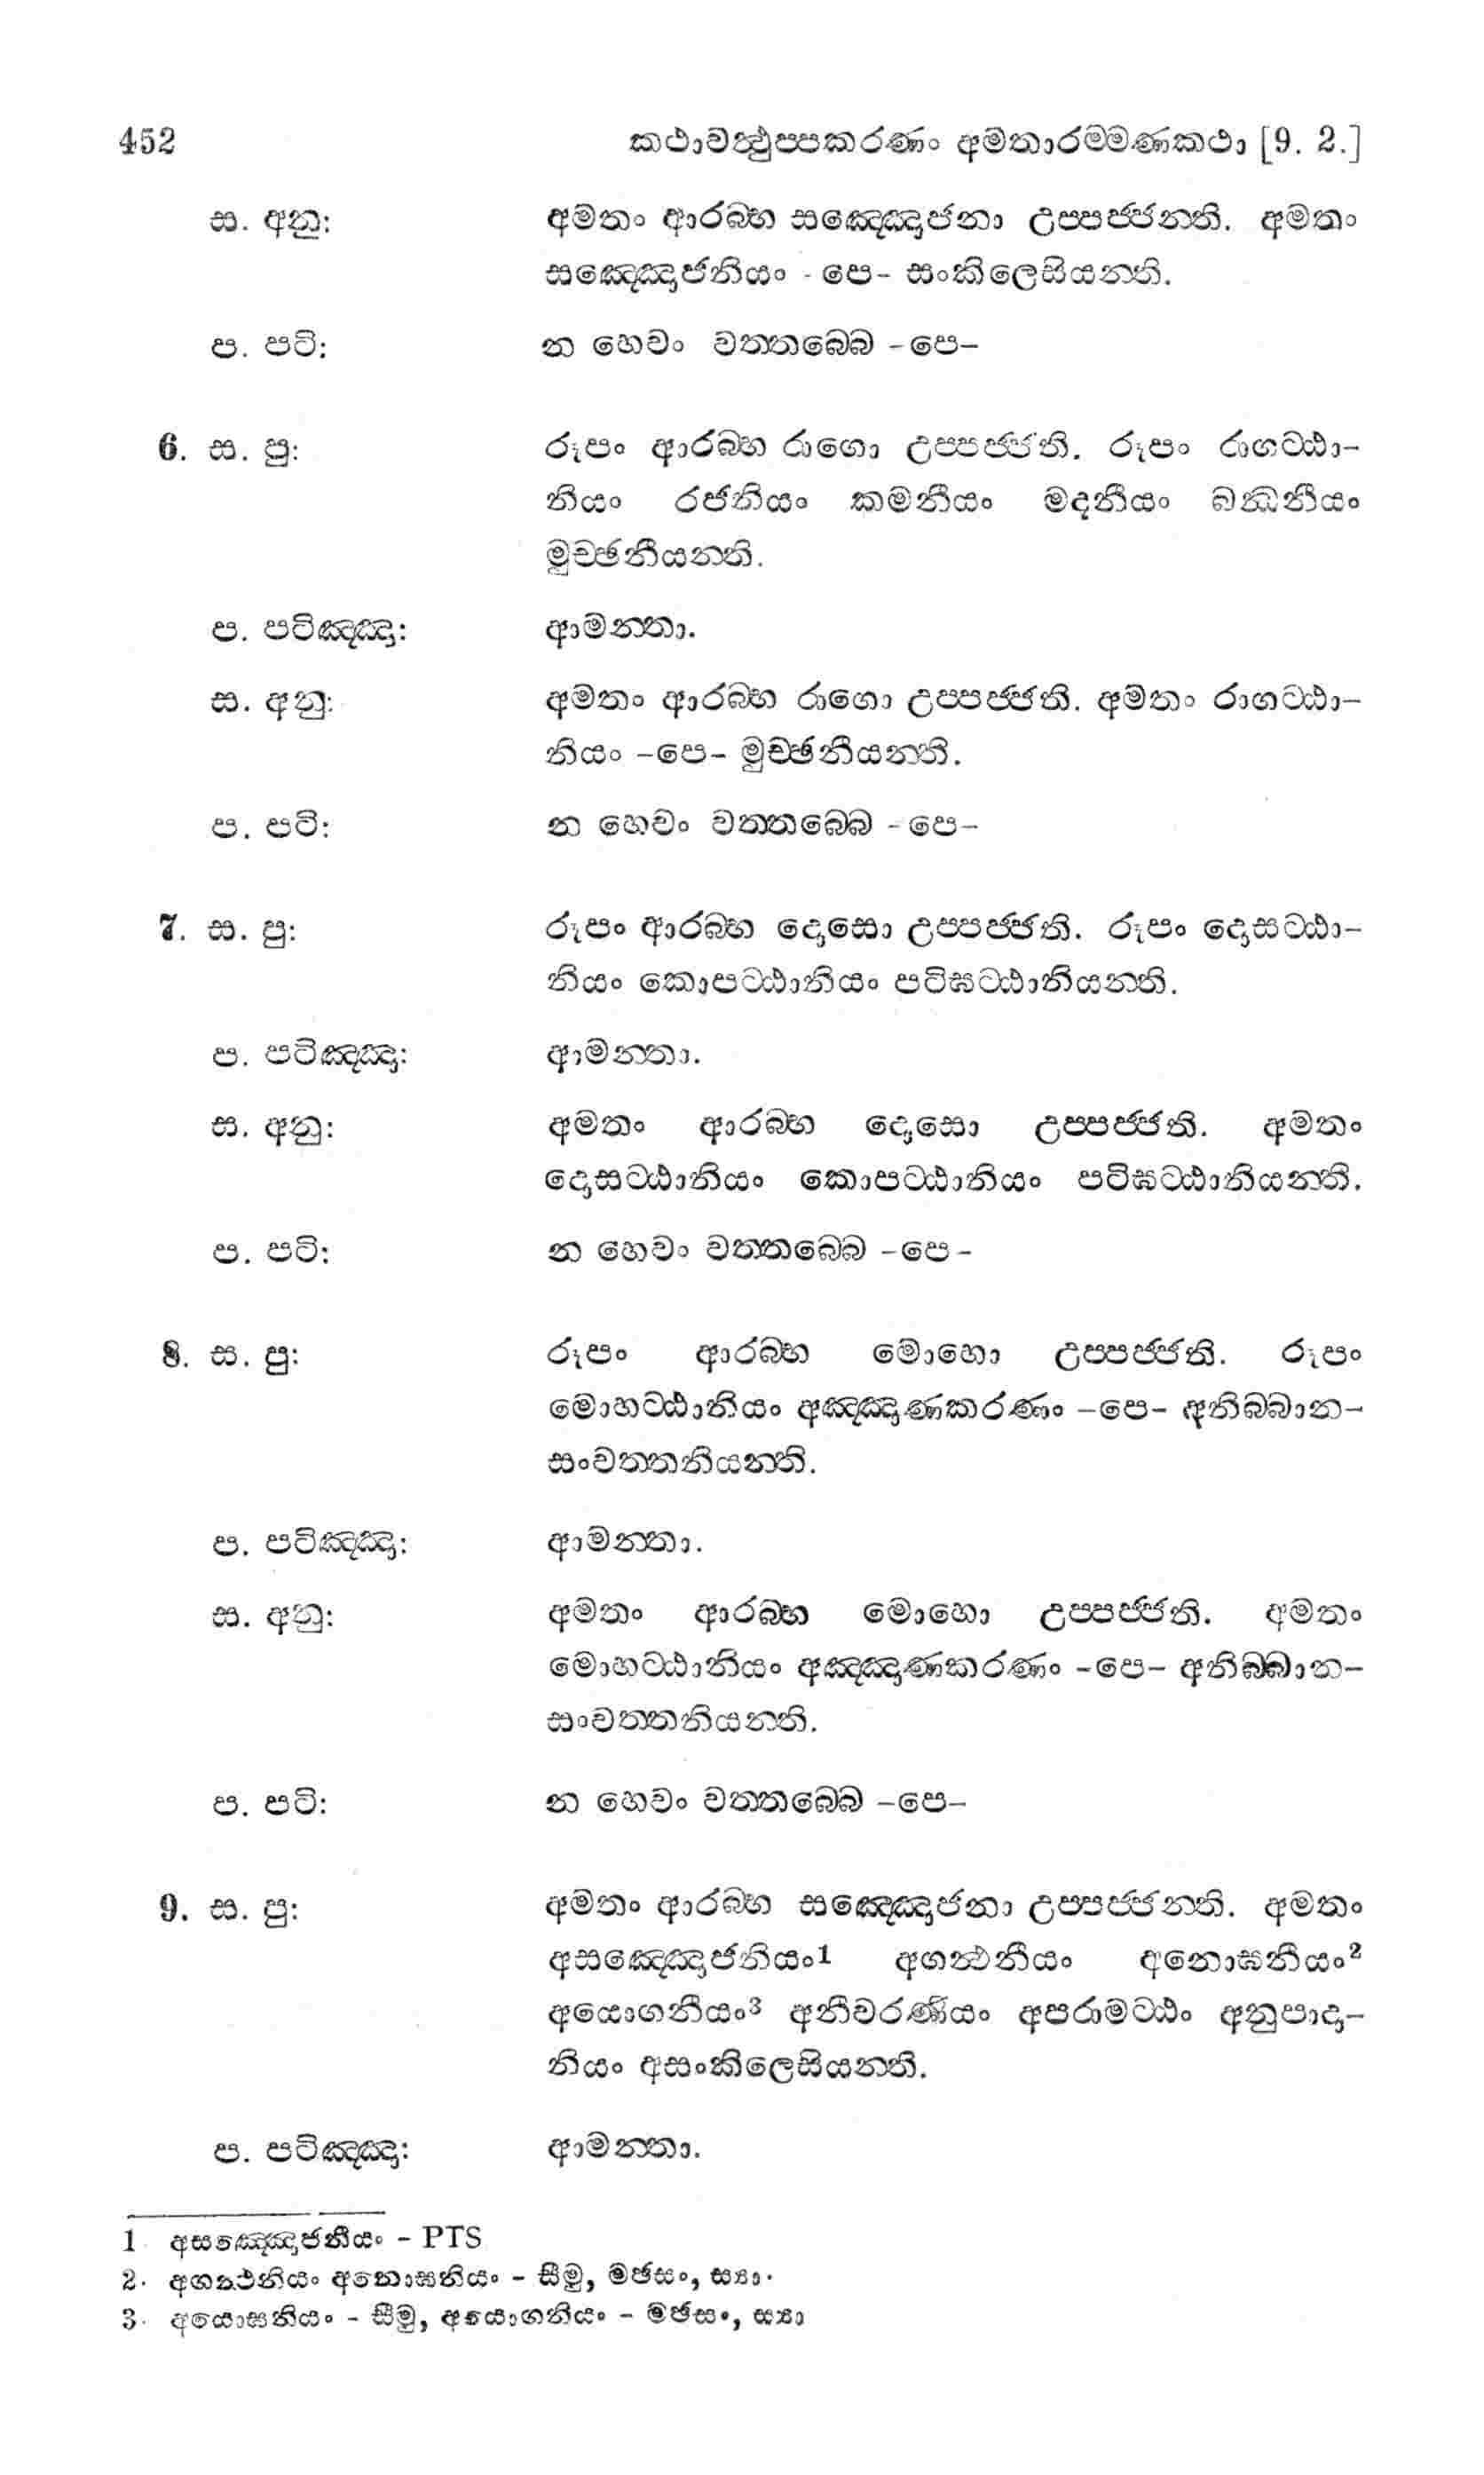 452 කථාවත්‍ථුප‍්පකරණං අමතාරම‍්මණකථා [9. 2.]
ස. අනු: අමතං ආරබ‍්භ සඤ‍්ඤොජනා උප‍්පජ‍්ජන‍්ති. අමතං
සඤ‍්ඤොජනියං -පෙ- සංකිලෙසියන‍්ති.
ප. පටි: න හෙවං වත‍්තබ‍්බෙ -පෙ-
6. ස. පු: රූපං ආරබ‍්භ රාගො උප‍්පජ‍්ජති. රූපං රාගට‍්ඨා-
නියං රජනියං කමනීයං මදනීයං බන්‍ධනීයං
මුච‍්ඡනීයන‍්ති.
ප. පටිඤ‍්ඤා: ආමන‍්තා.
ස. අනු: අමතං ආරබ‍්භ රාගො උප‍්පජ‍්ජති. අමතං රාගට‍්ඨා-
නියං -පෙ- මුච‍්ඡනීයන‍්ති.
ප. පටි: න හෙවං වත‍්තබ‍්බෙ -පෙ-
7. ස. පු: රූපං ආරබ‍්භ දොසො උප‍්පජ‍්ජති. රූපං දොසට‍්ඨා-
නියං කොපට‍්ඨානියං පටිඝට‍්ඨානියන‍්ති.
ප. පටිඤ‍්ඤා: ආමන‍්තා.
ස. අනු: අමතං ආරබ‍්භ දොසො උප‍්පජ‍්ජති. අමතං
දොසට‍්ඨානියං කොපට‍්ඨානියං පටිඝට‍්ඨානියන‍්ති.
ප. පටි: න හෙවං වත‍්තබ‍්බෙ -පෙ-
8. ස. පු: රූපං ආරබ‍්භ මොහො උප‍්පජ‍්ජති. රූපං
මොහට‍්ඨානියං අඤ‍්ඤාණකරණං -පෙ- අනිබ‍්බාන-
සංවත‍්තනියන‍්ති.
ප. පටිඤ‍්ඤා: ආමන‍්තා.
ස. අනු: අමතං ආරබ‍්භ මොහො උප‍්පජ‍්ජති. අමතං
මොහට‍්ඨානියං අඤ‍්ඤාණකරණං -පෙ- අනිබ‍්බාන-
සංවත‍්තනියන‍්ති.
ප. පටි: න හෙවං වත‍්තබ‍්බෙ -පෙ-
9. ස. පු: අමතං ආරබ‍්භ සඤ‍්ඤොජනා උප‍්පජ‍්ජන‍්ති. අමතං
අසඤ‍්ඤොජනියං1 අගන්‍ථනීයං අනොඝනීයං2
අයොගනීයං3 අනීවරණියං අපරාමට‍්ඨං අනුපාදා-
නියං අසංකිලෙසියන‍්ති.
ප. පටිඤ‍්ඤා: ආමන‍්තා.
1. අසඤ‍්ඤොජනීයං - PTS
2. අගන්‍ථනියං අනොඝනියං - සීමු, මඡසං, ස්‍යා.
3. අයොඝනියං - සීමු, අයොගනියං - මඡසං, ස්‍යා